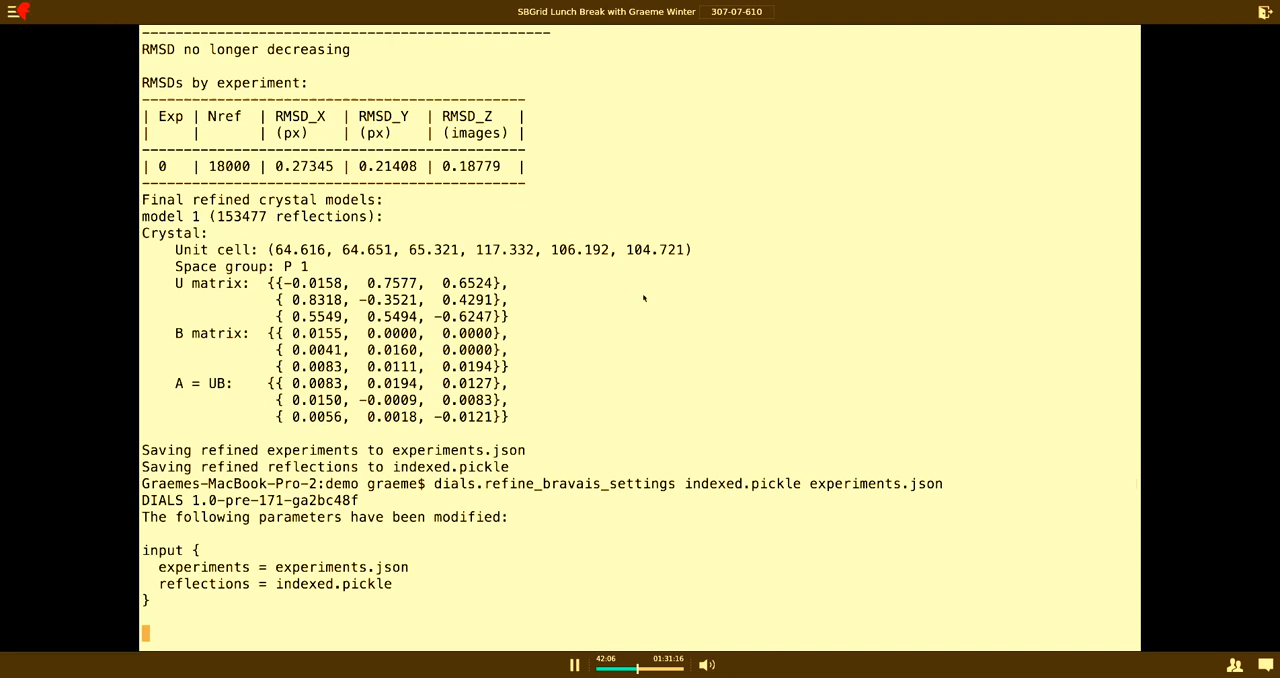 SBGrid Lunch Break with Graeme Winter 307-07-610
-------------------------------------------------
RMSD no longer decreasing
RMSDs by experiment:
----------------------------------------------
| Exp | Nref  | RMSD_X  | RMSD_Y  | RMSD_Z   |
|     |       | (px)    | (px)    | (images) |
----------------------------------------------
| 0   | 18000 | 0.27345 | 0.21408 | 0.18779  |
----------------------------------------------
Final refined crystal models:
model 1 (153477 reflections):
Crystal:
    Unit cell: (64.616, 64.651, 65.321, 117.332, 106.192, 104.721)
    Space group: P 1
    U matrix:  {{-0.0158,  0.7577,  0.6524},
                { 0.8318, -0.3521,  0.4291},
                { 0.5549,  0.5494, -0.6247}}
    B matrix:  {{ 0.0155,  0.0000,  0.0000},
                { 0.0041,  0.0160,  0.0000},
                { 0.0083,  0.0111,  0.0194}}
    A = UB:    {{ 0.0083,  0.0194,  0.0127},
                { 0.0150, -0.0009,  0.0083},
                { 0.0056,  0.0018, -0.0121}}
Saving refined experiments to experiments.json
Saving refined reflections to indexed.pickle
Graemes-MacBook-Pro-2:demo graeme$ dials.refine_bravais_settings indexed.pickle experiments.json
DIALS 1.0-pre-171-ga2bc48f
The following parameters have been modified:
input {
  experiments = experiments.json
  reflections = indexed.pickle
}
42:06 01:31:16